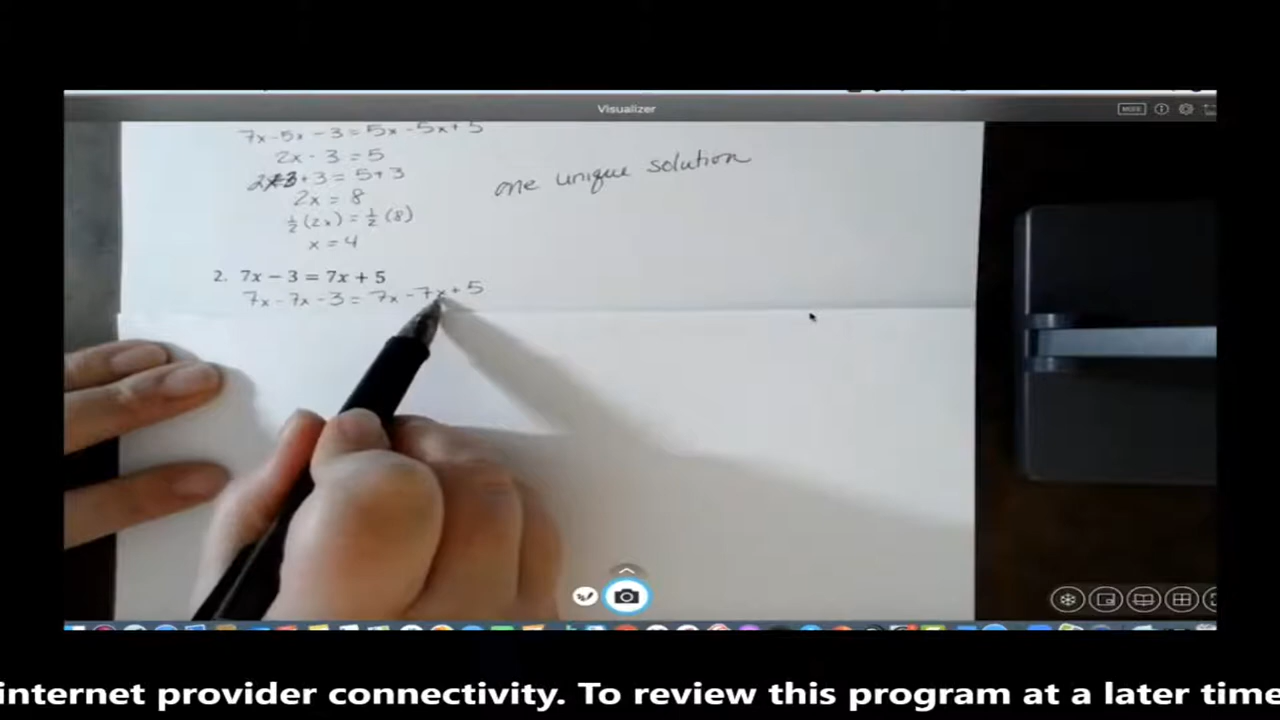 Visualizer
MODE
7x-5x-3=5x-5x+5
2x-3=5
+3=5+3
2x=8
½(2x)=½(8)
x=4
one unique solution
2. 7x − 3 = 7x + 5
7x-7x-3=7x-7x+5
internet provider connectivity. To review this program at a later time